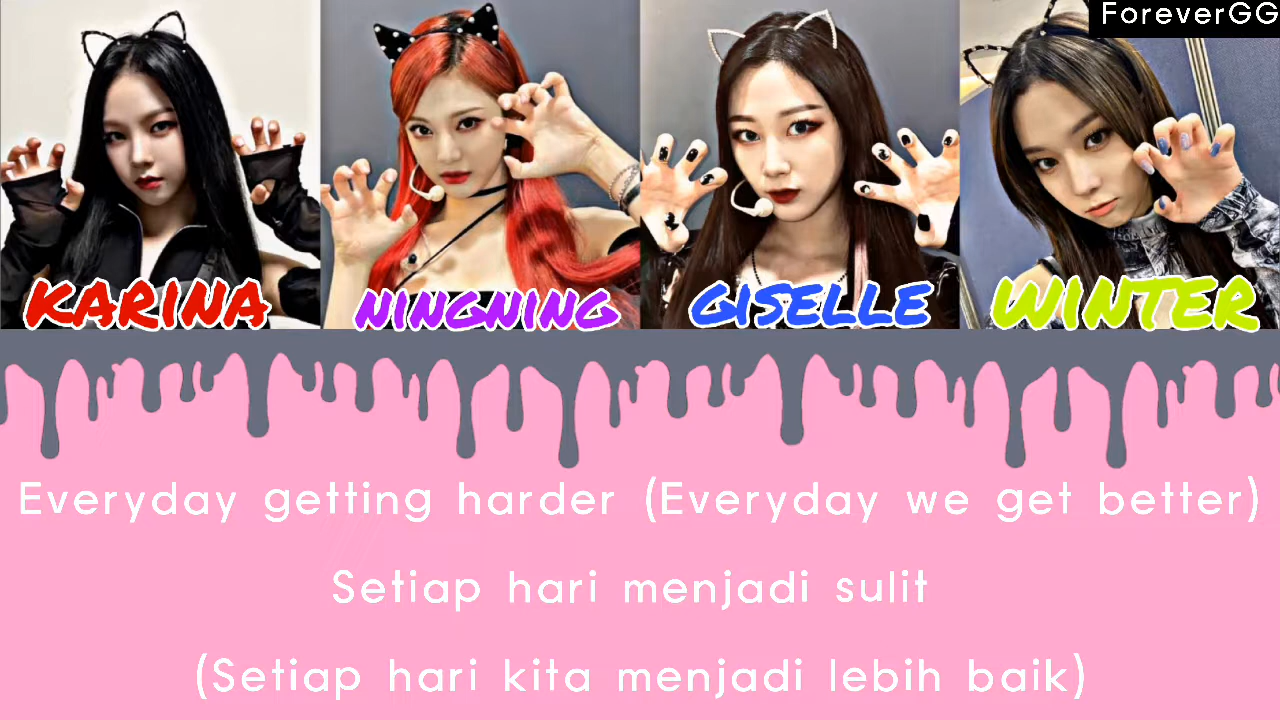 ForeverGG
KARINA
NINGNING
GISELLE
WINTER
Everyday getting harder (Everyday we get better)
Setiap hari menjadi sulit
(Setiap hari kita menjadi lebih baik)